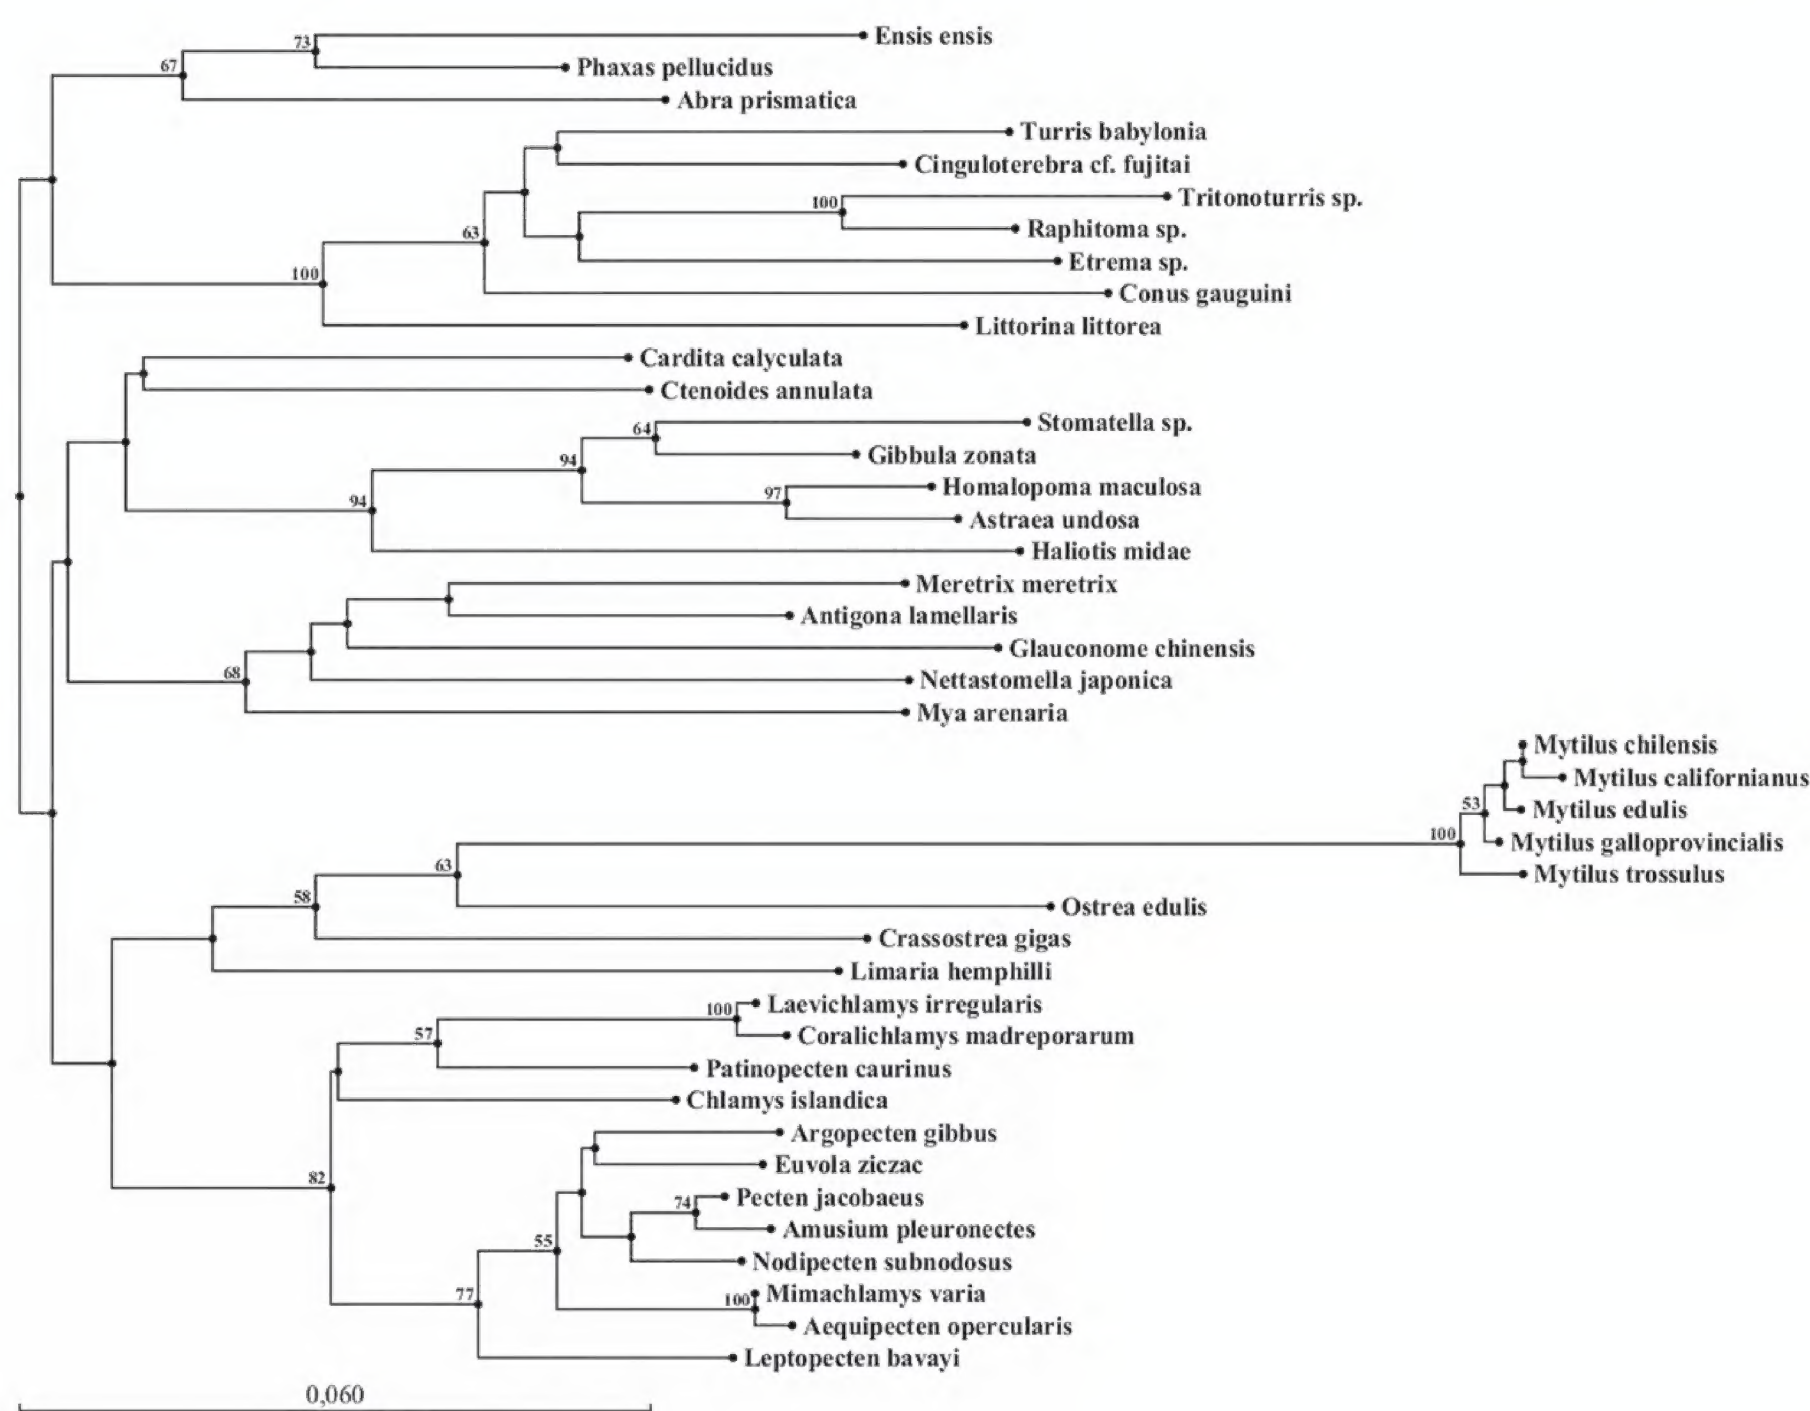 73
Ensis ensis
67
Phaxas pellucidus
Abra prismatica
Turris babylonia
Cinguloterebra cf. fujitai
100
Tritonoturris sp.
Raphitoma sp.
63
Etrema sp.
100
Conus gauguini
Littorina littorea
Cardita calyculata
Ctenoides annulata
64
Stomatella sp.
94
Gibbula zonata
97
Homalopoma maculosa
94
Astraea undosa
Haliotis midae
Meretrix meretrix
Antigona lamellaris
Glauconome chinensis
68
Nettastomella japonica
Mya arenaria
Mytilus chilensis
Mytilus californianus
53
Mytilus edulis
100
Mytilus galloprovincialis
63
Mytilus trossulus
58
Ostrea edulis
Crassostrea gigas
Limaria hemphilli
100
Laevichlamys irregularis
57
Coralichlamys madreporarum
Patinopecten caurinus
Chlamys islandica
Argopecten gibbus
Euvola ziczac
82
74
Pecten jacobaeus
Amusium pleuronectes
55
Nodipecten subnodosus
77
100
Mimachlamys varia
Aequipecten opercularis
Leptopecten bavayi
0,060